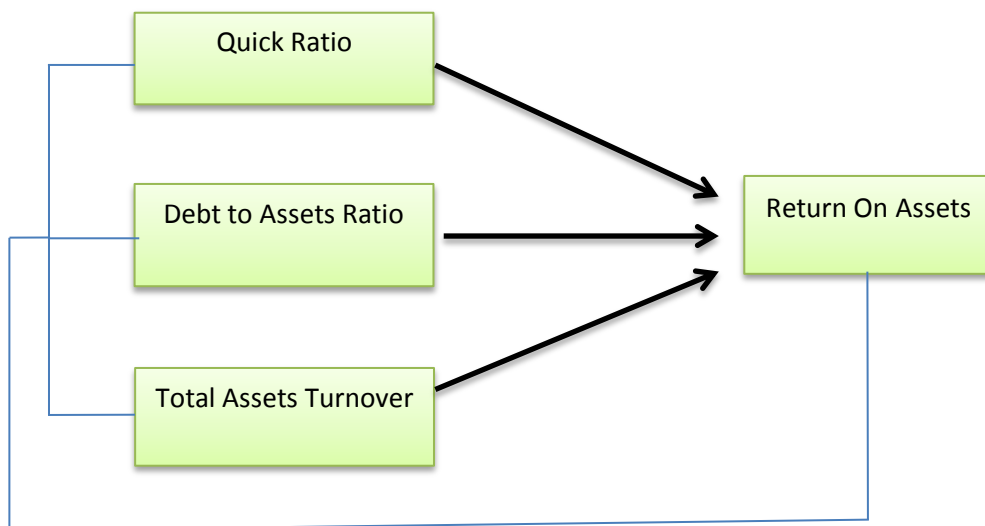 Quick Ratio
Debt to Assets Ratio
Return On Assets
Total Assets Turnover